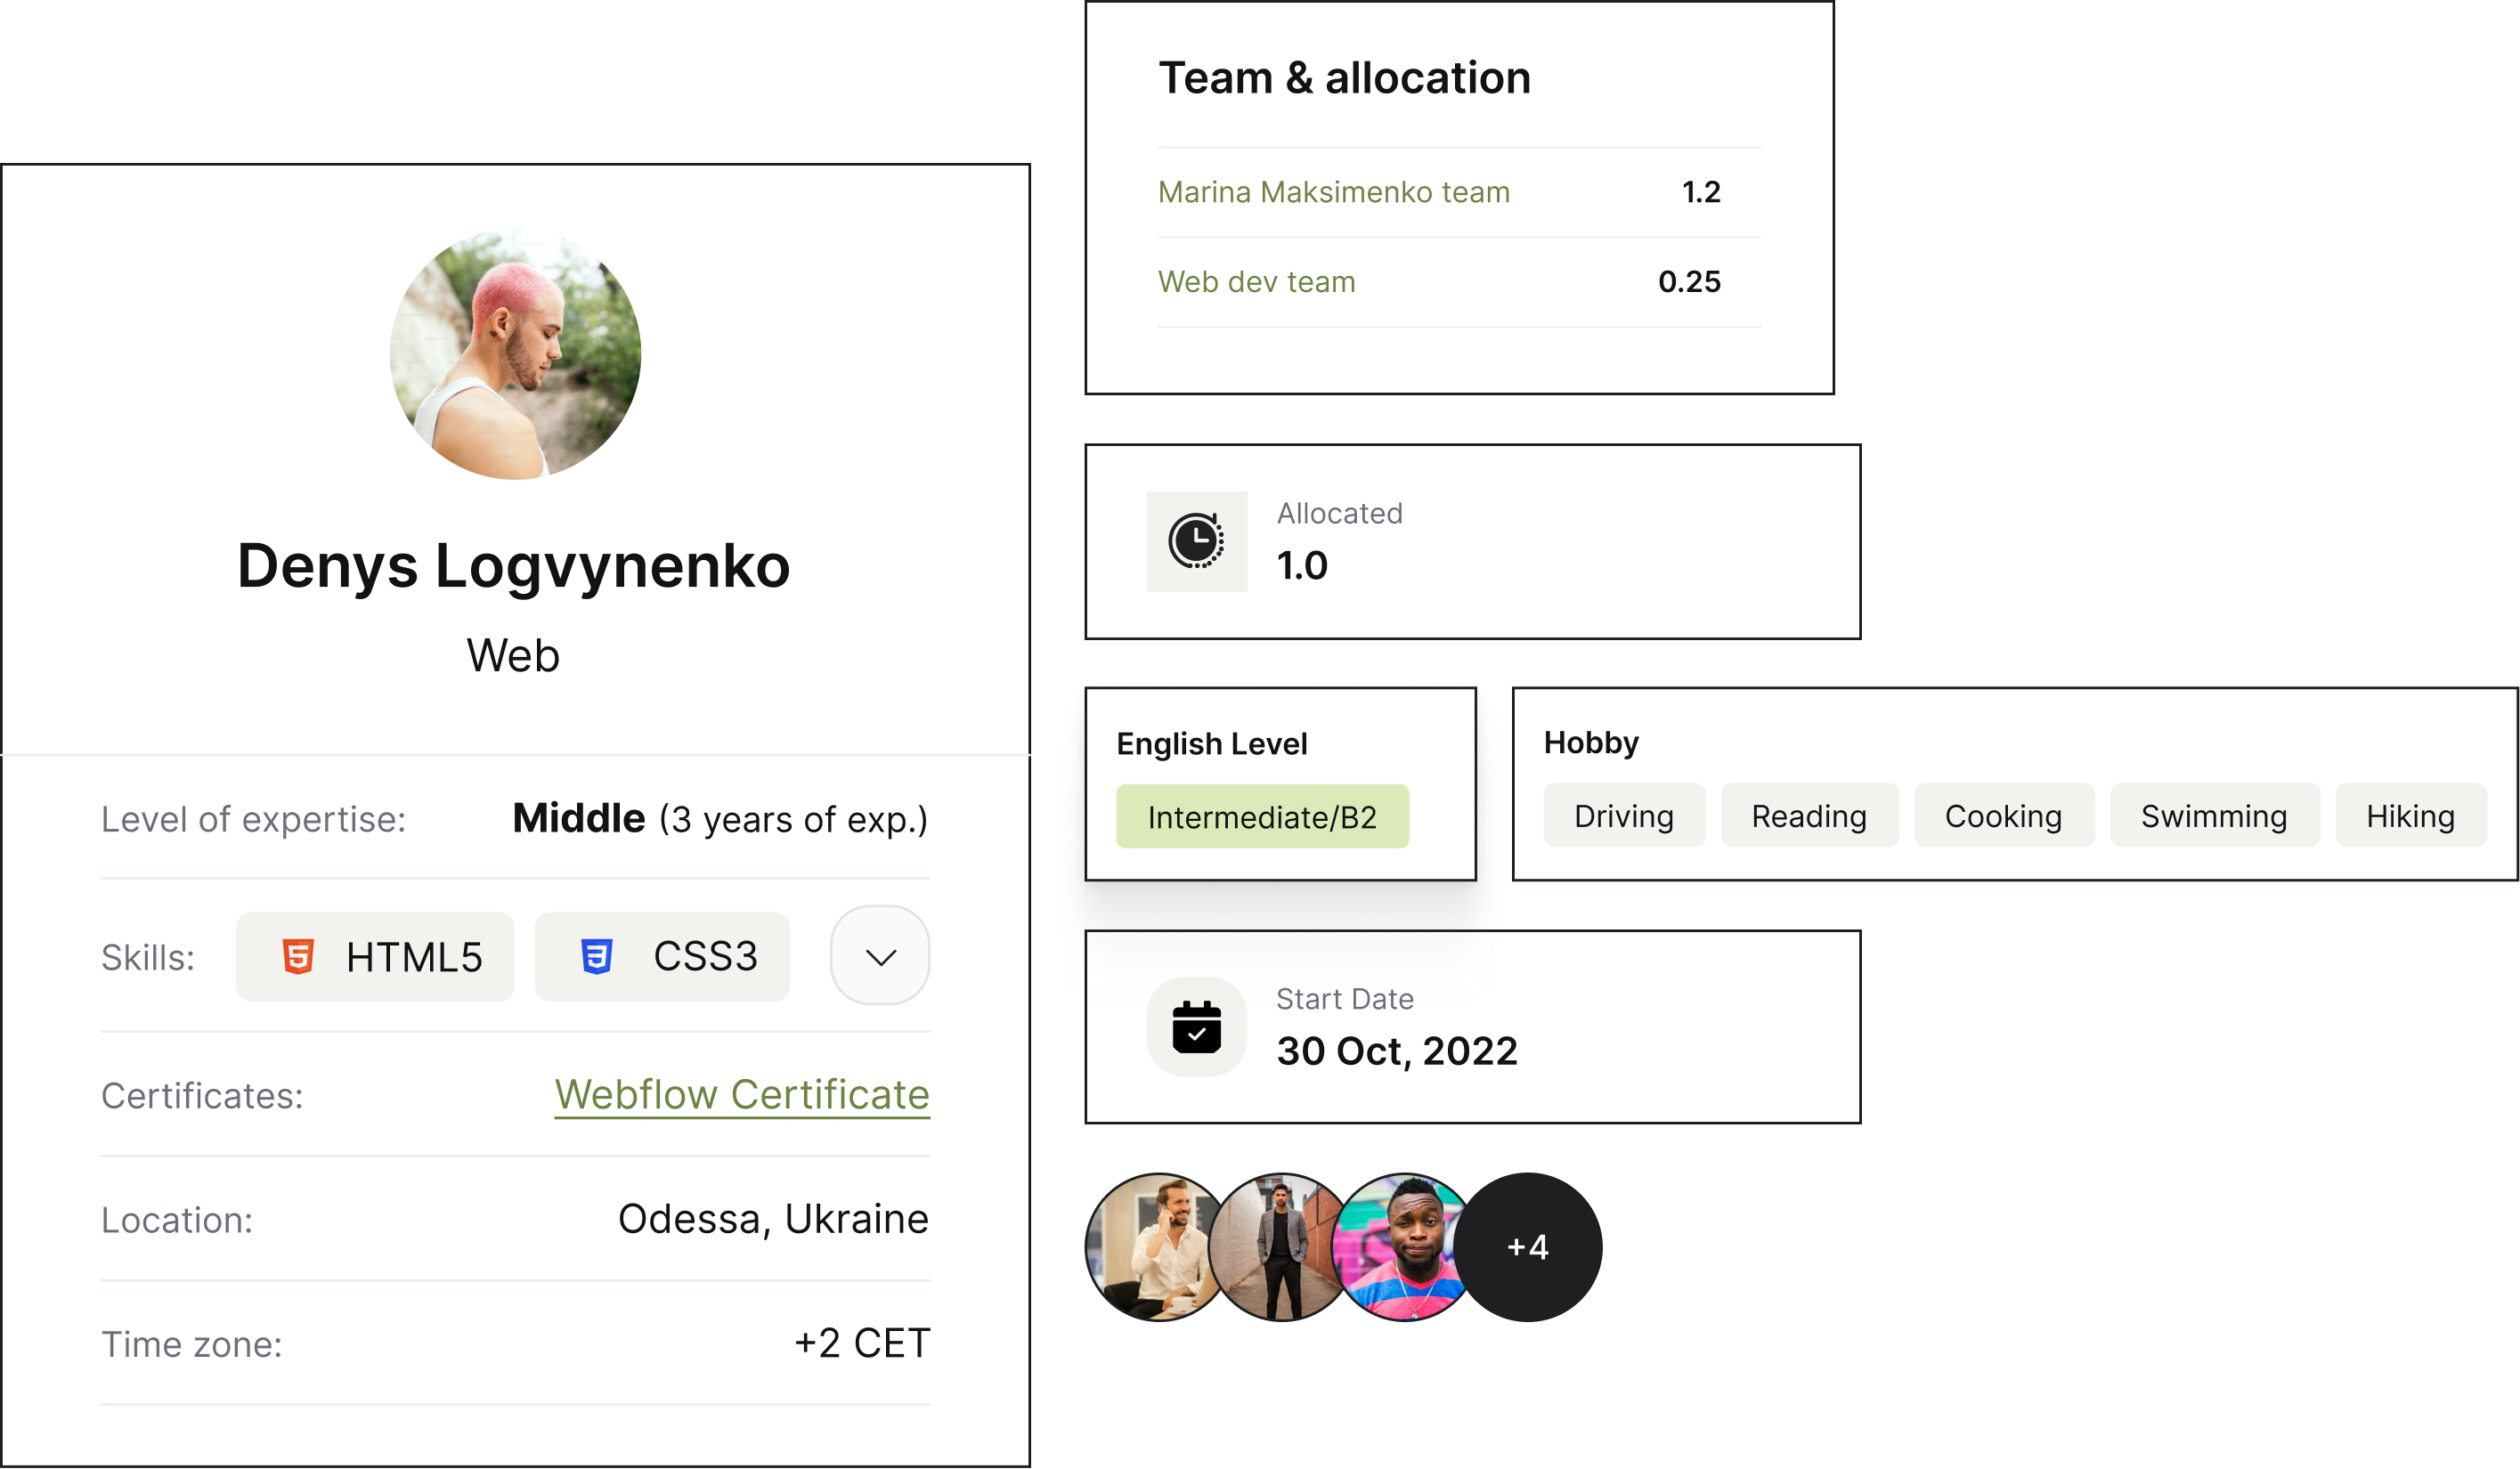 Denys Logvynenko
Web
Level of expertise: Middle (3 years of exp.)
Skills: HTML5 CSS3
Certificates: Webflow Certificate
Location: Odessa, Ukraine
Time zone: +2 CET
Team & allocation
Marina Maksimenko team 1.2
Web dev team 0.25
Allocated
1.0
English Level
Intermediate/B2
Hobby
Driving Reading Cooking Swimming Hiking
Start Date
30 Oct, 2022
+4